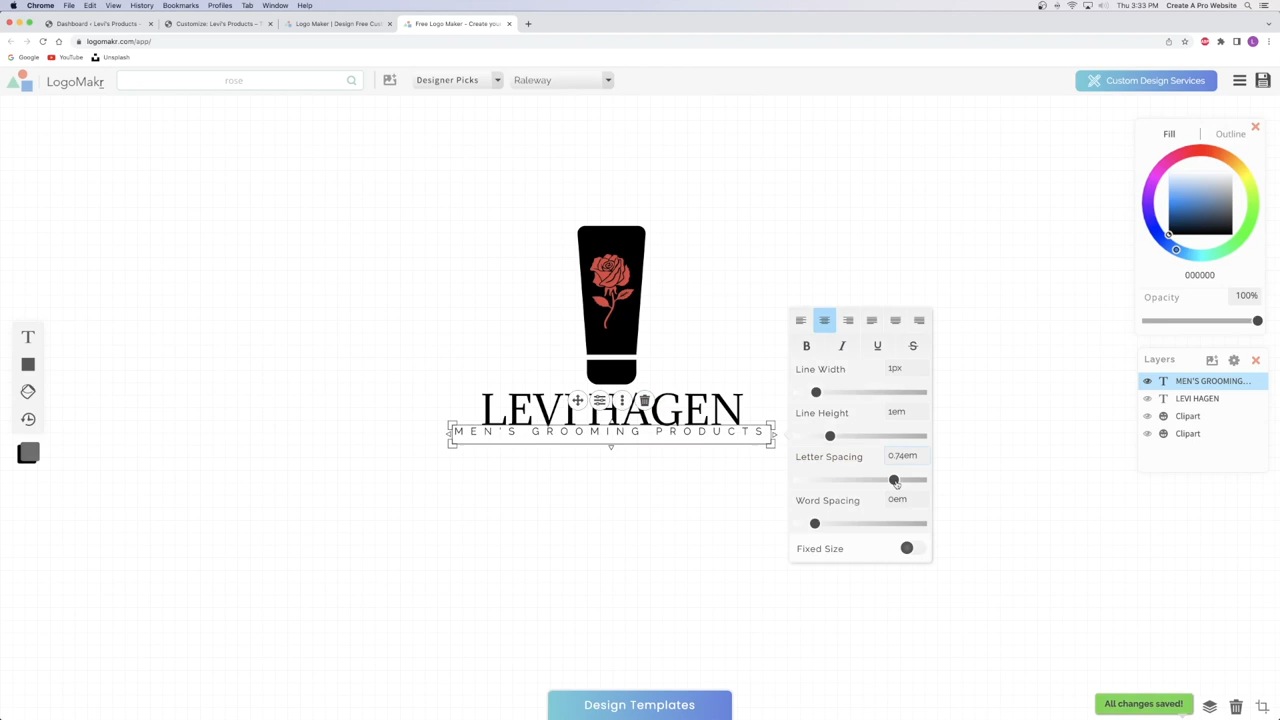 Chrome File Edit View History Bookmarks Profiles Tab Window Help
Thu 3:33 PM Create A Pro Website
Dashboard ‹ Levi's Products -
Customize: Levi's Products – T
Logo Maker | Design Free Cus
Free Logo Maker - Create your
logomakr.com/app/
Google YouTube Unsplash
LogoMakr
rose
Designer Picks
Raleway
Custom Design Services
Fill | Outline
000000
Opacity 100%
LEVI HAGEN
MEN'S GROOMING PRODUCTS
B I U S
Line Width 1px
Line Height 1em
Letter Spacing 0.74em
Word Spacing 0em
Fixed Size
Layers
T MEN'S GROOMING...
T LEVI HAGEN
Clipart
Clipart
T
Design Templates
All changes saved!